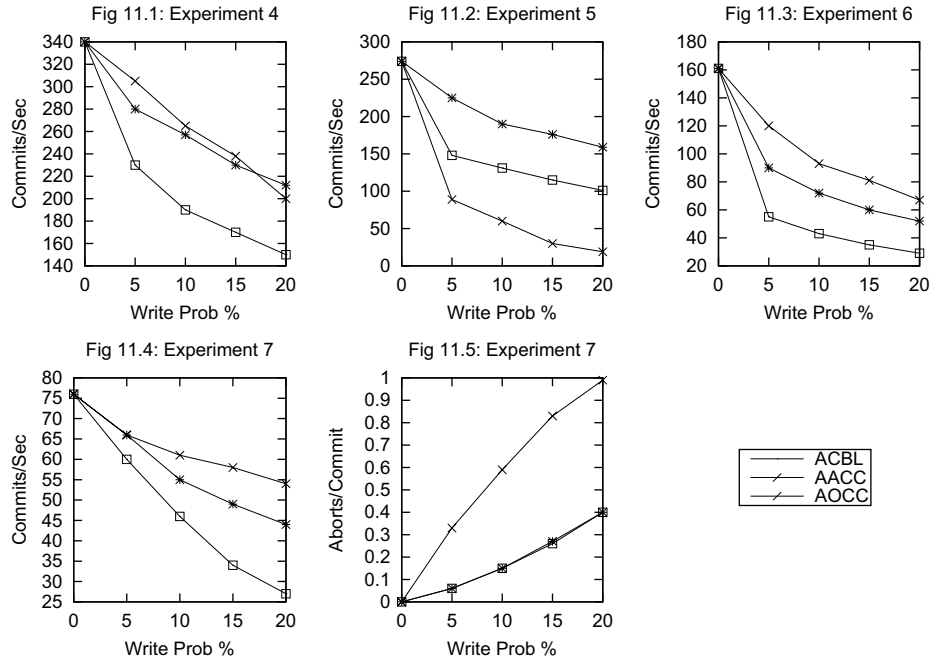 Fig 11.1: Experiment 4
Commits/Sec
340
320
300
280
260
240
220
200
180
160
140
0 5 10 15 20
Write Prob %
Fig 11.2: Experiment 5
Commits/Sec
300
250
200
150
100
50
0
0 5 10 15 20
Write Prob %
Fig 11.3: Experiment 6
Commits/Sec
180
160
140
120
100
80
60
40
20
0 5 10 15 20
Write Prob %
Fig 11.4: Experiment 7
Commits/Sec
80
75
70
65
60
55
50
45
40
35
30
25
0 5 10 15 20
Write Prob %
Fig 11.5: Experiment 7
Aborts/Commit
1
0.9
0.8
0.7
0.6
0.5
0.4
0.3
0.2
0.1
0
0 5 10 15 20
Write Prob %
ACBL
AACC
AOCC